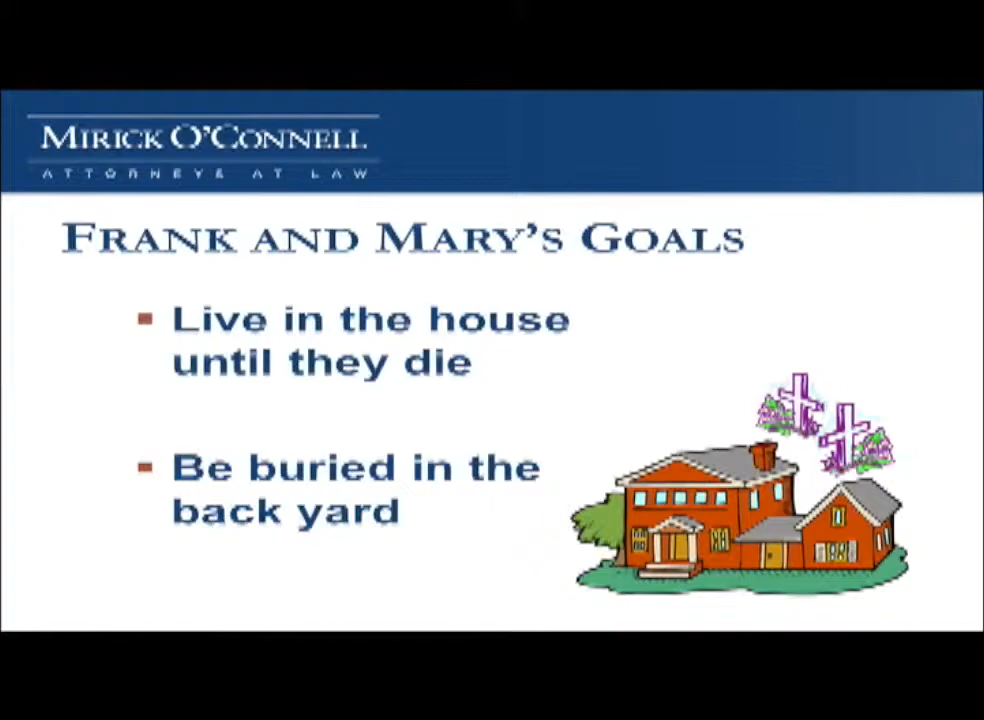 MIRICK O'CONNELL
ATTORNEYS AT LAW
FRANK AND MARY'S GOALS
Live in the house
until they die
Be buried in the
back yard